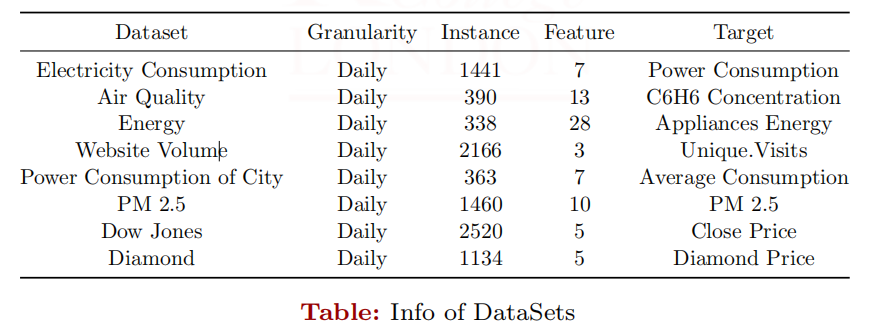 Dataset Granularity Instance Feature Target
Electricity Consumption Daily 1441 7 Power Consumption
Air Quality Daily 390 13 C6H6 Concentration
Energy Daily 338 28 Appliances Energy
Website Volume Daily 2166 3 Unique.Visits
Power Consumption of City Daily 363 7 Average Consumption
PM 2.5 Daily 1460 10 PM 2.5
Dow Jones Daily 2520 5 Close Price
Diamond Daily 1134 5 Diamond Price
Table: Info of DataSets